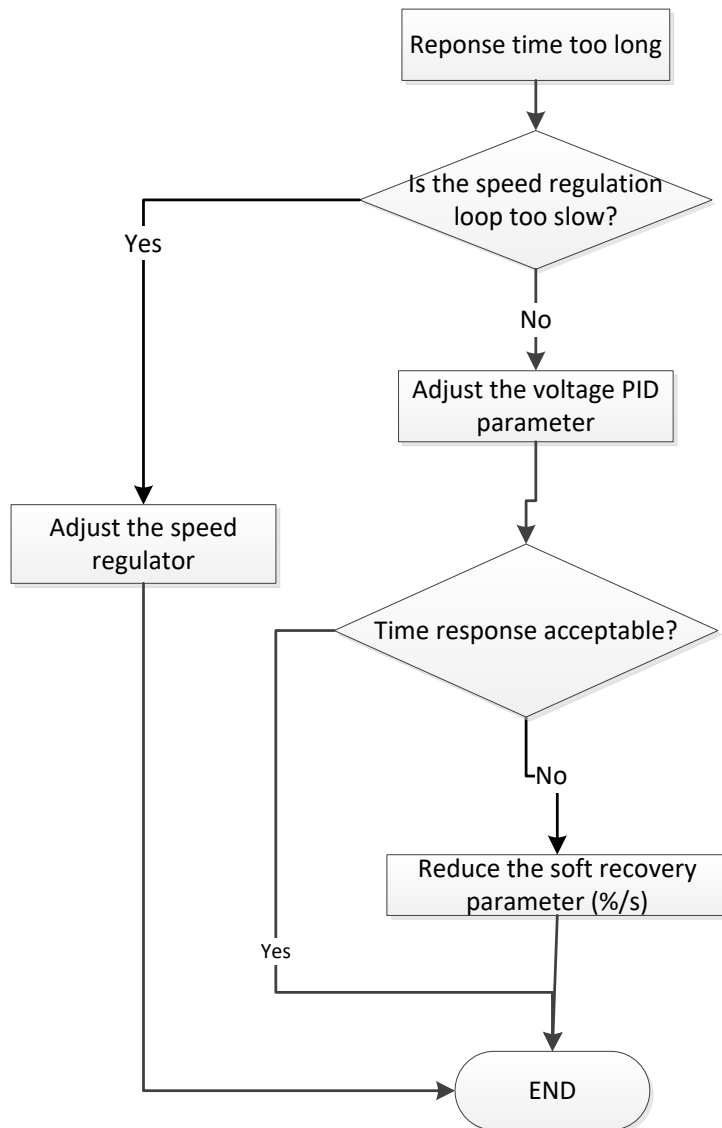 Reponse time too long
Is the speed regulation
loop too slow?
Yes
No
Adjust the voltage PID
parameter
Adjust the speed
regulator
Time response acceptable?
No
Reduce the soft recovery
parameter (%/s)
Yes
END